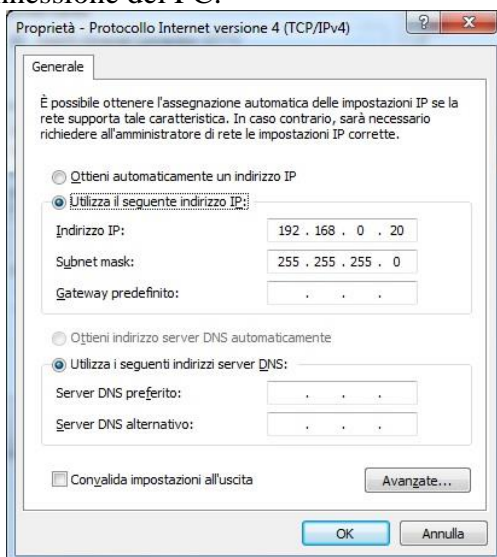 nessione del PC.
Proprietà - Protocollo Internet versione 4 (TCP/IPv4)
Generale
È possibile ottenere l'assegnazione automatica delle impostazioni IP se la
rete supporta tale caratteristica. In caso contrario, sarà necessario
richiedere all'amministratore di rete le impostazioni IP corrette.
Ottieni automaticamente un indirizzo IP
Utilizza il seguente indirizzo IP:
Indirizzo IP: 192 . 168 . 0 . 20
Subnet mask: 255 . 255 . 255 . 0
Gateway predefinito: . . .
Ottieni indirizzo server DNS automaticamente
Utilizza i seguenti indirizzi server DNS:
Server DNS preferito: . . .
Server DNS alternativo: . . .
Convalida impostazioni all'uscita
Avanzate...
OK Annulla